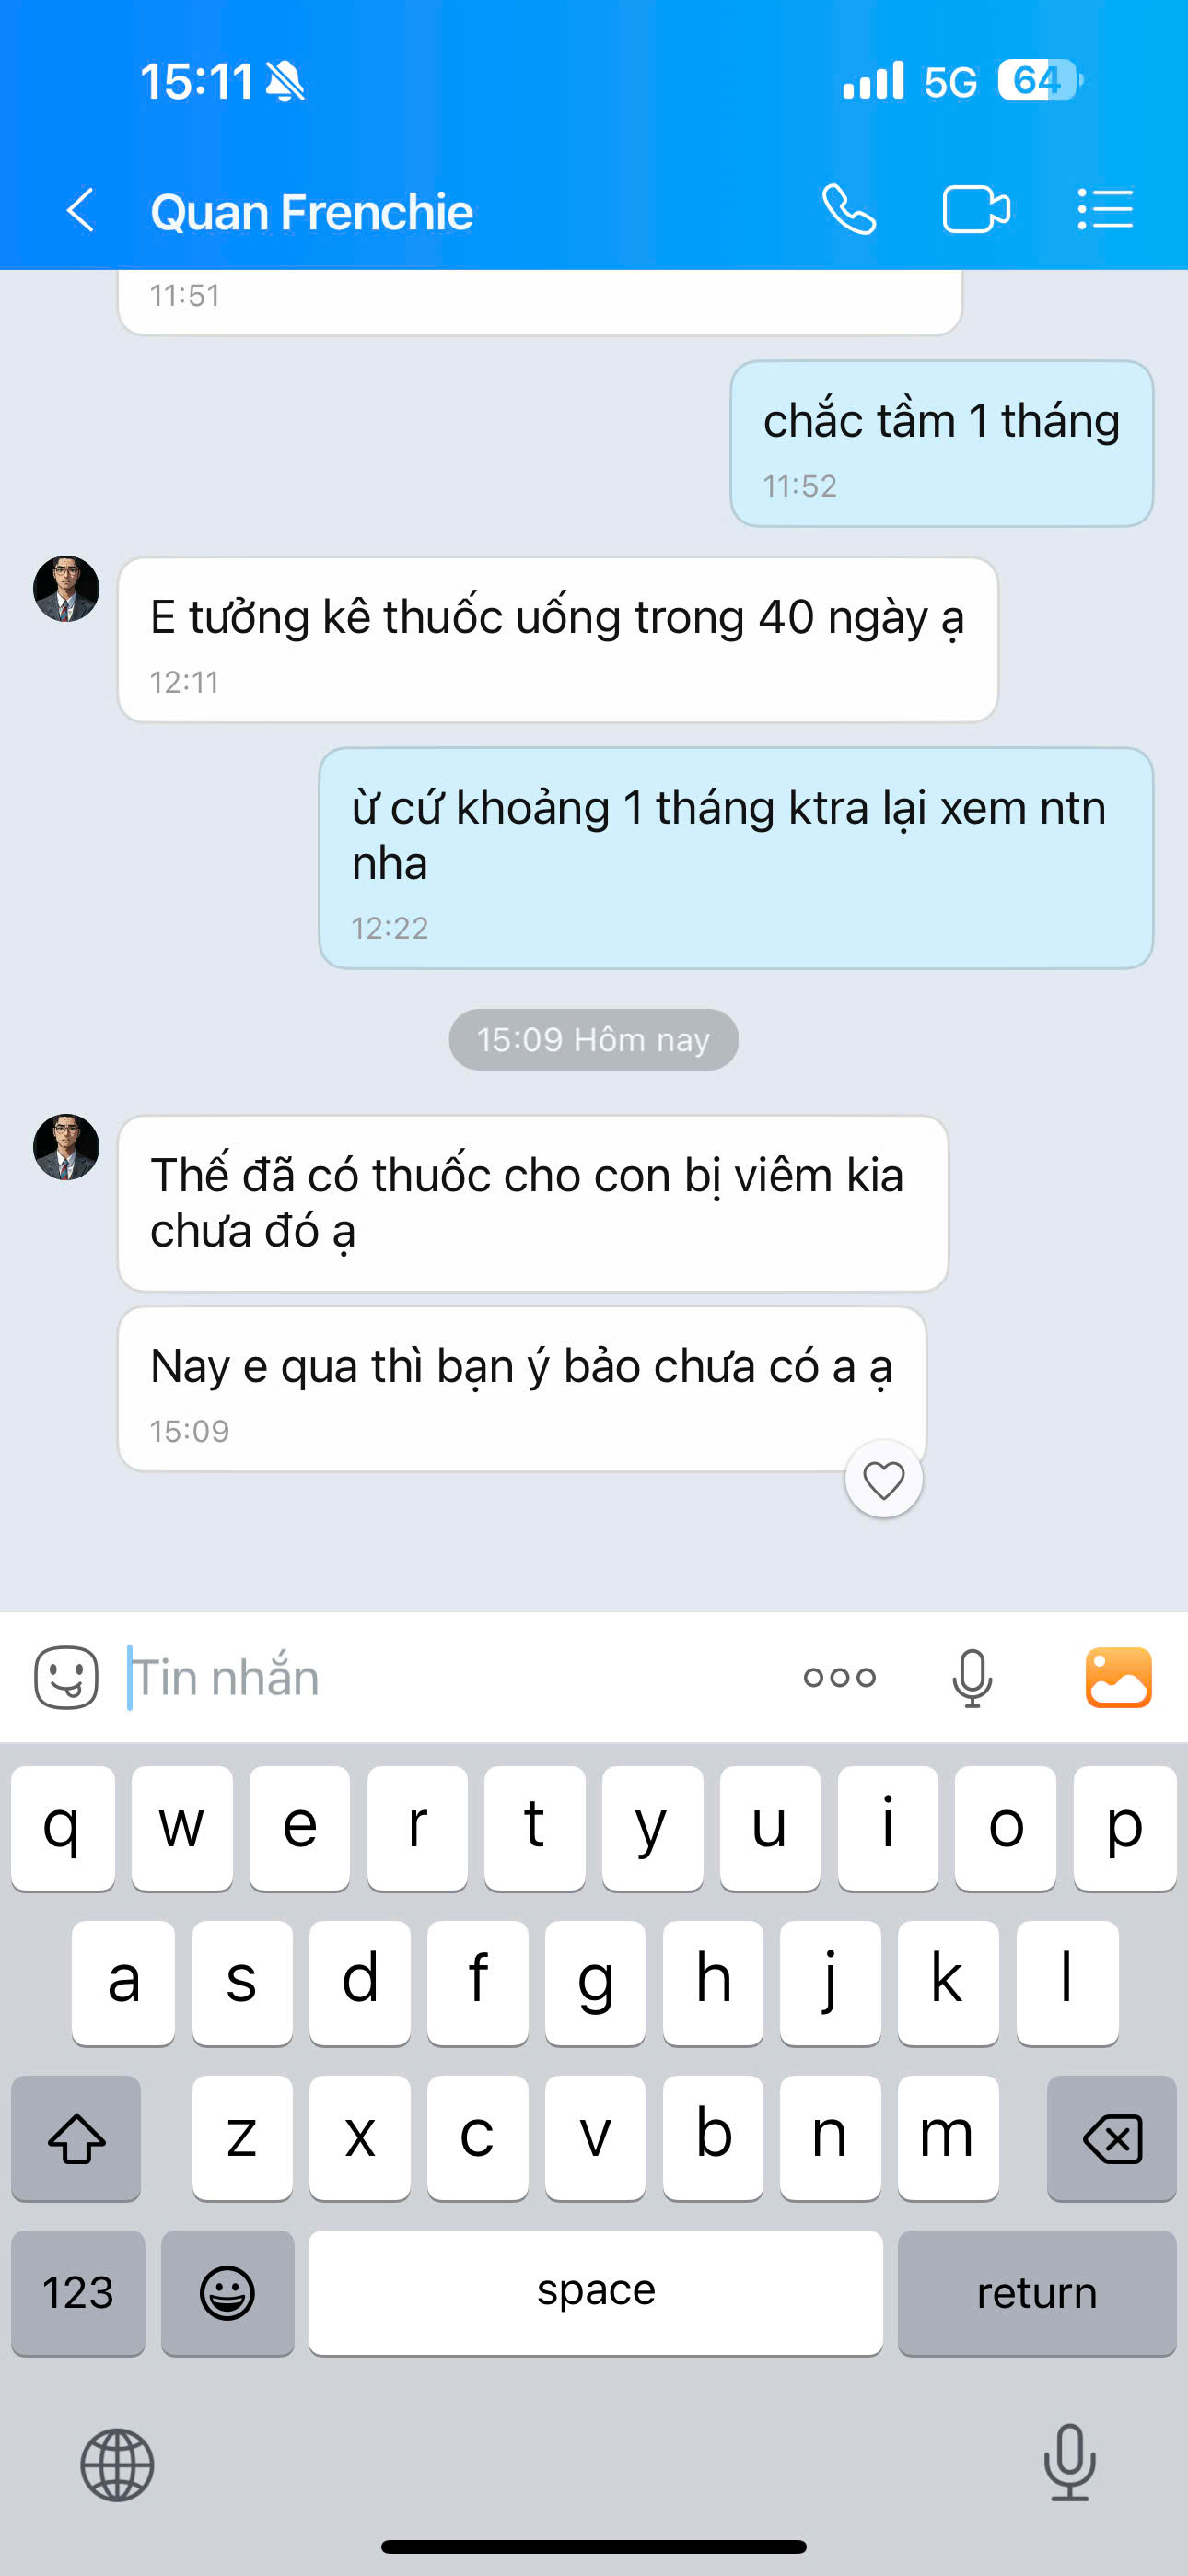 15:11
5G 64
Quan Frenchie
11:51
chắc tầm 1 tháng
11:52
E tưởng kê thuốc uống trong 40 ngày ạ
12:11
ừ cứ khoảng 1 tháng ktra lại xem ntn
nha
12:22
15:09 Hôm nay
Thế đã có thuốc cho con bị viêm kia
chưa đó ạ
Nay e qua thì bạn ý bảo chưa có a ạ
15:09
Tin nhắn
q w e r t y u i o p
a s d f g h j k l
z x c v b n m
123 space return